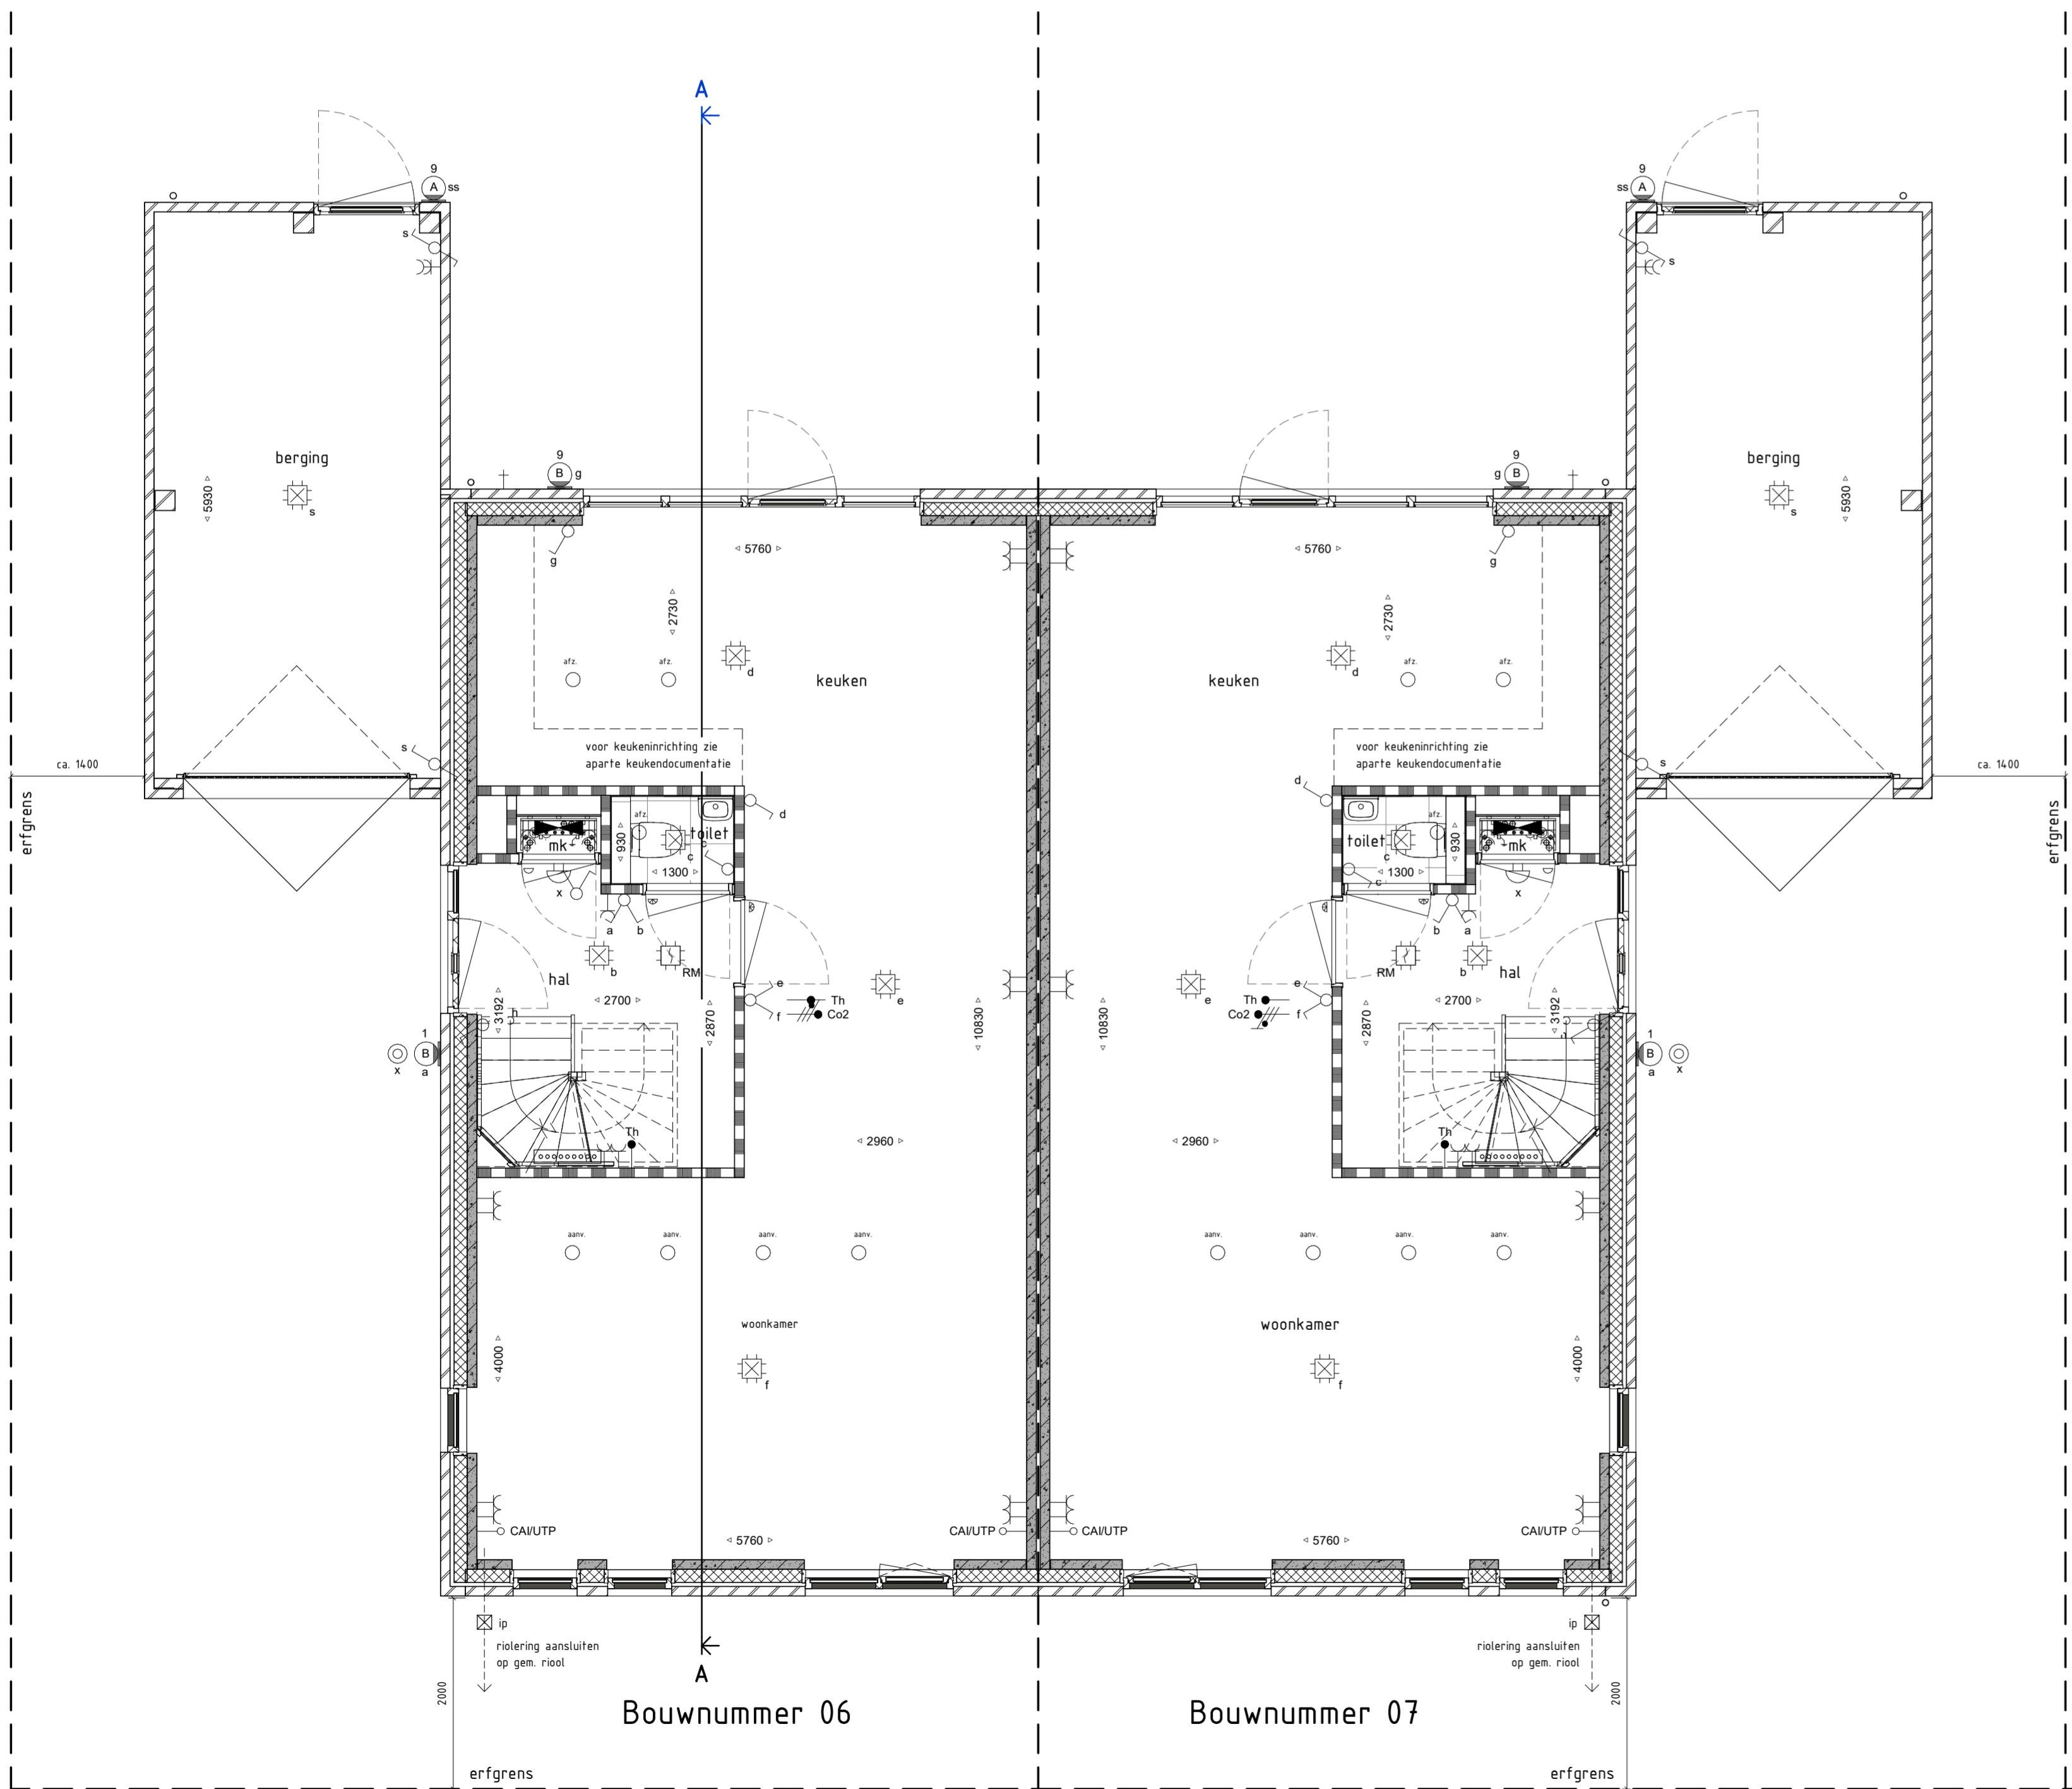 A
9
A
ss
s
9
ss
A
s
berging
5930
s
9
B
g
9
g
B
berging
5930
s
g
5760
5760
g
2730
2730
afz.
afz.
d
keuken
keuken
d
afz.
afz.
voor keukeninrichting zie
aparte keukendocumentatie
voor keukeninrichting zie
aparte keukendocumentatie
s
s
ca. 1400
ca. 1400
erfgrens
erfgrens
d
d
mk
afz.
930
toilet
c
c
1300
x
toilet
c
c
930
1300
mk
x
a
b
b
a
hal
b
RM
RM
b
hal
2700
3192
h
2870
e
f
Th
Co2
e
10830
10830
e
Th
Co2
e
f
2870
2700
3192
1
B
a
x
1
B
a
x
Th
2960
2960
Th
aanv.
aanv.
aanv.
aanv.
aanv.
aanv.
aanv.
aanv.
woonkamer
woonkamer
4000
f
f
4000
CAI/UTP
CAI/UTP
CAI/UTP
CAI/UTP
5760
5760
ip
riolering aansluiten
op gem. riool
ip
riolering aansluiten
op gem. riool
A
2000
2000
Bouwnummer 06
Bouwnummer 07
erfgrens
erfgrens